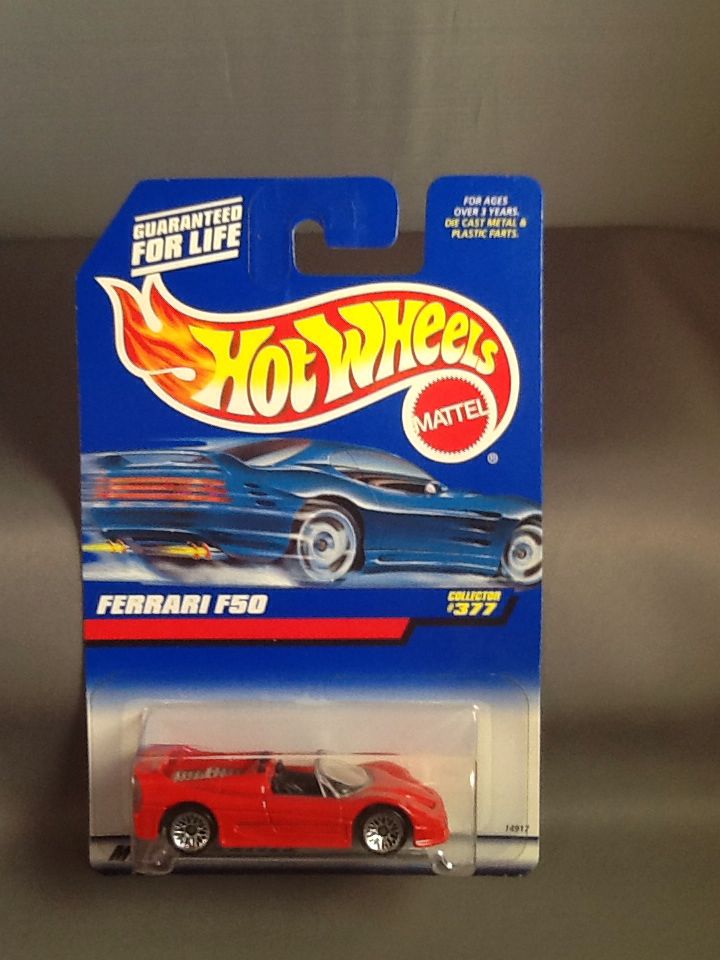 GUARANTEED
FOR LIFE
FOR AGES
OVER 3 YEARS.
DIE CAST METAL &
PLASTIC PARTS.
HOT WHEELS
MATTEL
®
FERRARI F50
COLLECTOR
#377
14917